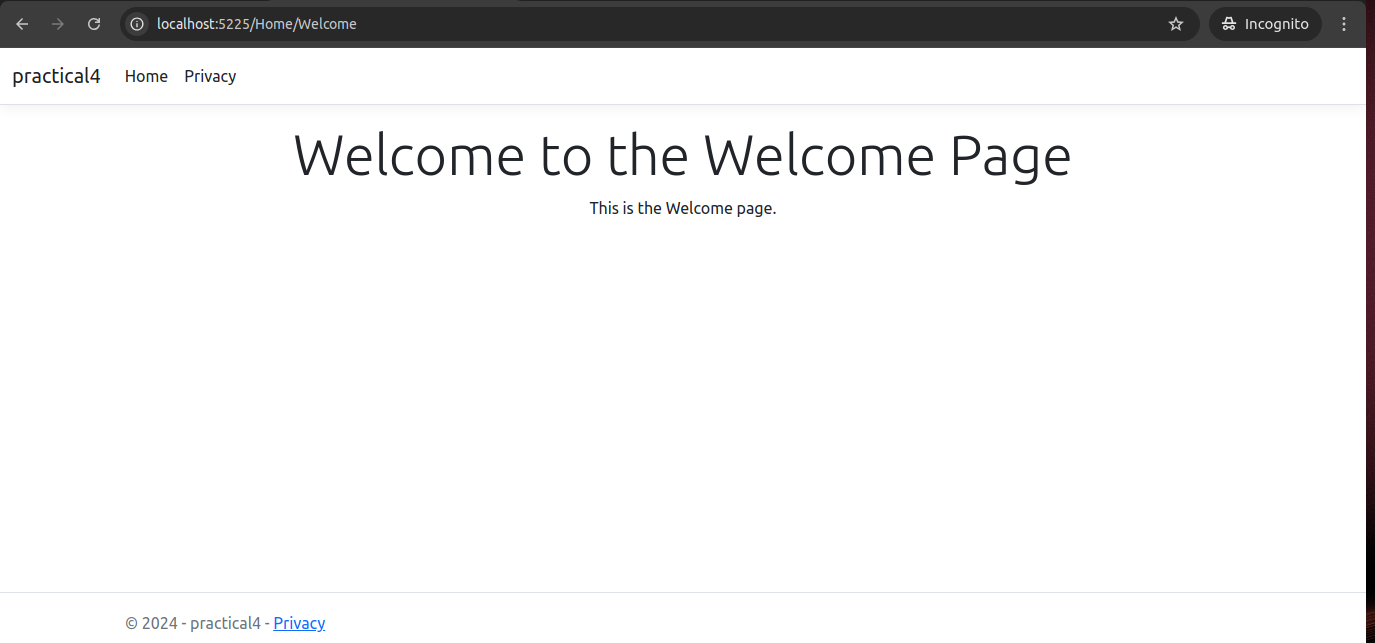 localhost:5225/Home/Welcome
Incognito
practical4 Home Privacy
Welcome to the Welcome Page
This is the Welcome page.
© 2024 - practical4 - Privacy